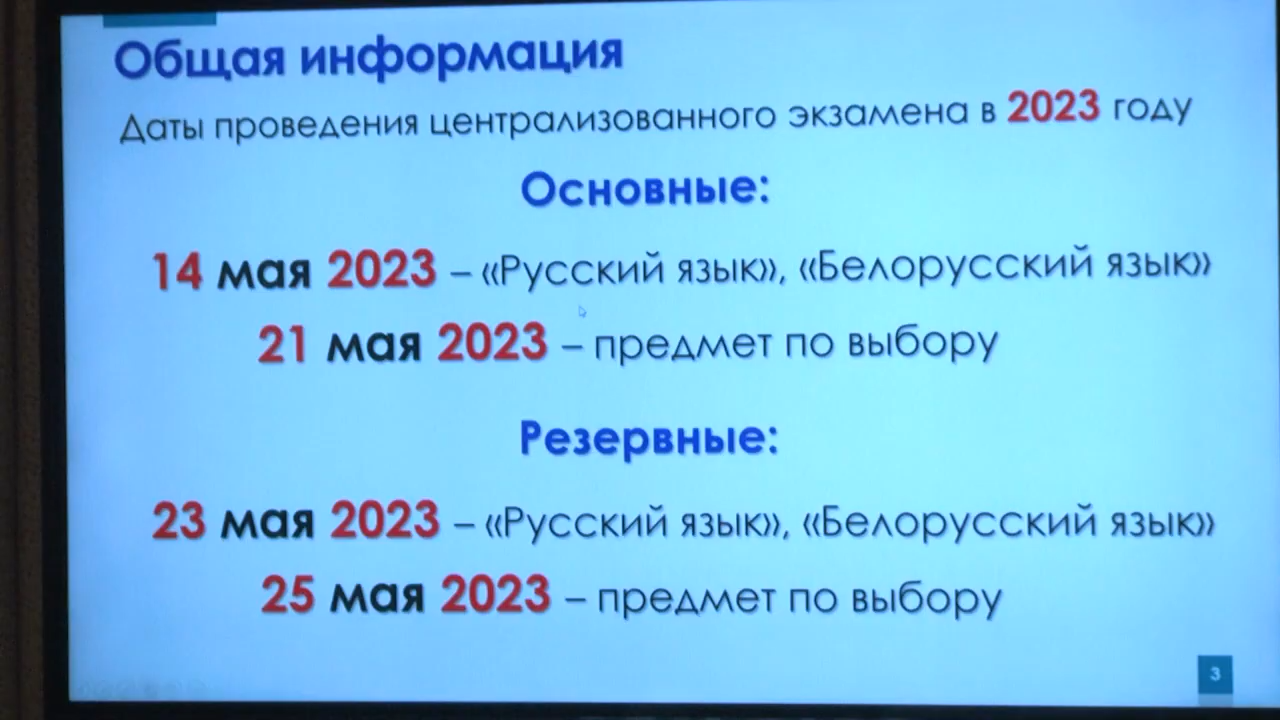 Общая информация
Даты проведения централизованного экзамена в 2023 году
Основные:
14 мая 2023 – «Русский язык», «Белорусский язык»
21 мая 2023 – предмет по выбору
Резервные:
23 мая 2023 – «Русский язык», «Белорусский язык»
25 мая 2023 – предмет по выбору
3